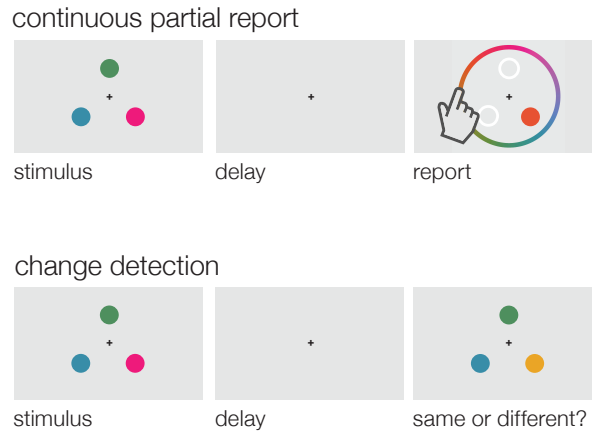 continuous partial report
stimulus
delay
report
change detection
stimulus
delay
same or different?